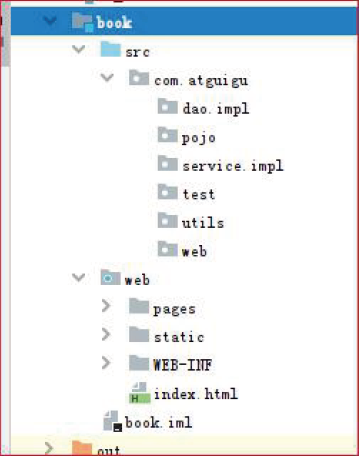 book
src
com.atguigu
dao.impl
pojo
service.impl
test
utils
web
web
pages
static
WEB-INF
index.html
book.iml
out